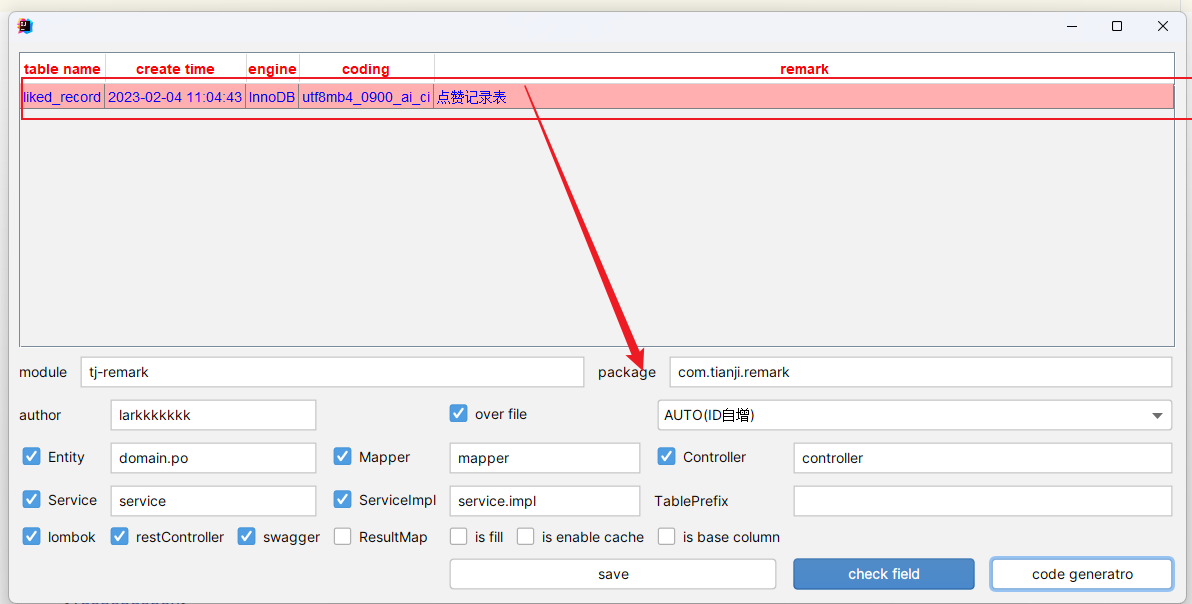 table name create time engine coding remark
liked_record 2023-02-04 11:04:43 InnoDB utf8mb4_0900_ai_ci 点赞记录表
module tj-remark package com.tianji.remark
author larkkkkkkk over file AUTO(ID自增)
Entity domain.po Mapper mapper Controller controller
Service service ServiceImpl service.impl TablePrefix
lombok restController swagger ResultMap is fill is enable cache is base column
save check field code generatro